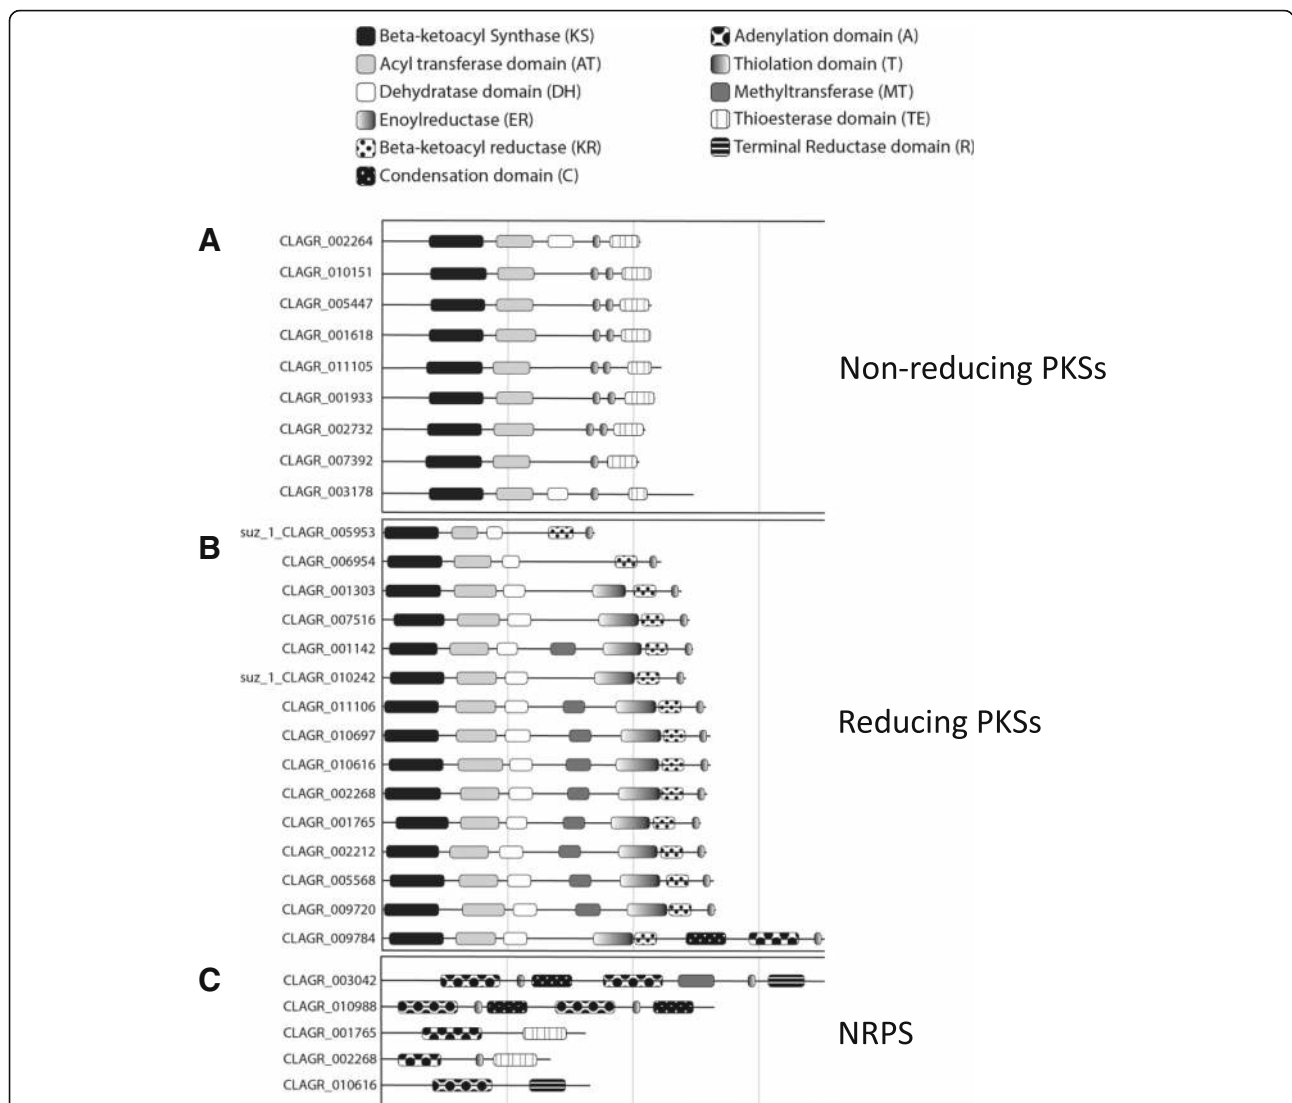 Beta-ketoacyl Synthase (KS)
Acyl transferase domain (AT)
Dehydratase domain (DH)
Enoylreductase (ER)
Beta-ketoacyl reductase (KR)
Condensation domain (C)
Adenylation domain (A)
Thiolation domain (T)
Methyltransferase (MT)
Thioesterase domain (TE)
Terminal Reductase domain (R)
A
CLAGR_002264
CLAGR_010151
CLAGR_005447
CLAGR_001618
CLAGR_011105
CLAGR_001933
CLAGR_002732
CLAGR_007392
CLAGR_003178
Non-reducing PKSs
B
suz_1_CLAGR_005953
CLAGR_006954
CLAGR_001303
CLAGR_007516
CLAGR_001142
suz_1_CLAGR_010242
CLAGR_011106
CLAGR_010697
CLAGR_010616
CLAGR_002268
CLAGR_001765
CLAGR_002212
CLAGR_005568
CLAGR_009720
CLAGR_009784
Reducing PKSs
C
CLAGR_003042
CLAGR_010988
CLAGR_001765
CLAGR_002268
CLAGR_010616
NRPS